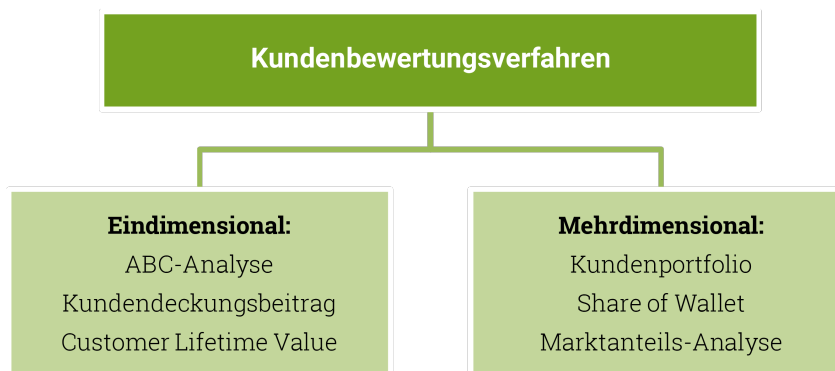 Kundenbewertungsverfahren
Eindimensional:
ABC-Analyse
Kundendeckungsbeitrag
Customer Lifetime Value
Mehrdimensional:
Kundenportfolio
Share of Wallet
Marktanteils-Analyse